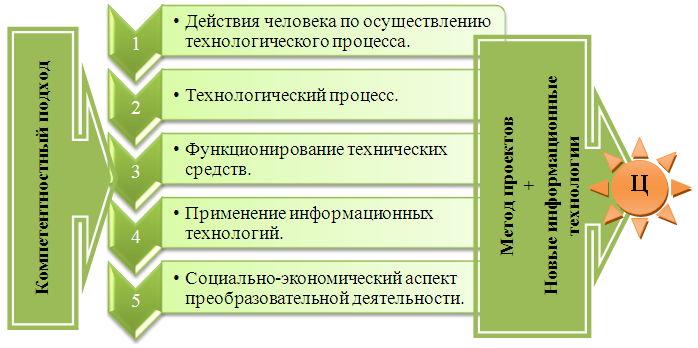 Компетентностный подход
1
• Действия человека по осуществлению
технологического процесса.
2
• Технологический процесс.
3
• Функционирование технических
средств.
4
• Применение информационных
технологий.
5
• Социально-экономический аспект
преобразовательной деятельности.
Метод проектов
+
Новые информационные
технологии
Ц